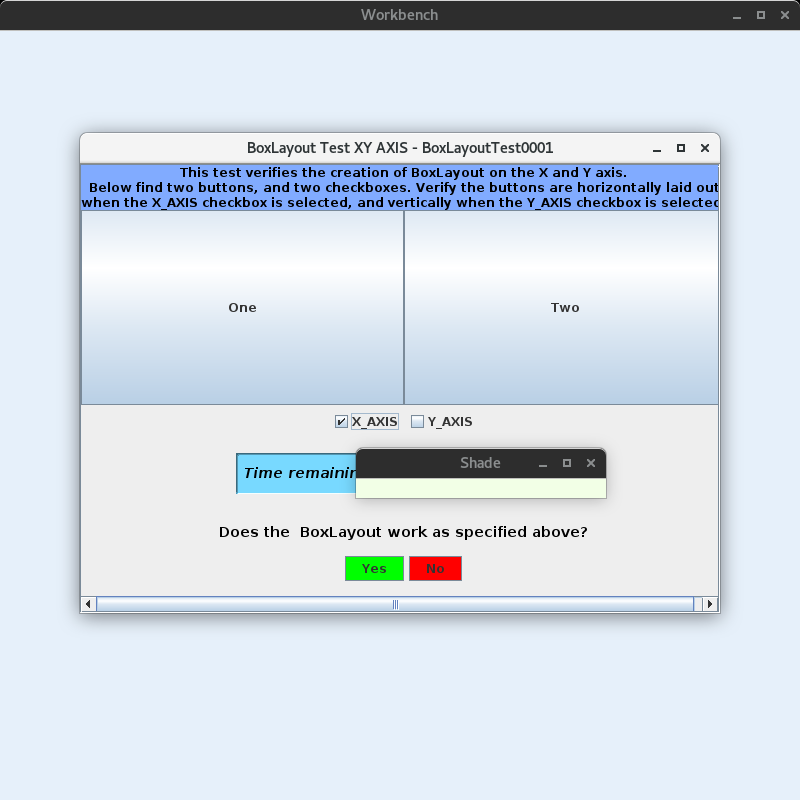 Workbench
BoxLayout Test XY AXIS - BoxLayoutTest0001
This test verifies the creation of BoxLayout on the X and Y axis.
Below find two buttons, and two checkboxes. Verify the buttons are horizontally laid out
when the X_AXIS checkbox is selected, and vertically when the Y_AXIS checkbox is selected
One Two
X_AXIS Y_AXIS
Shade
Time
Does the  BoxLayout work as specified above?
Yes No